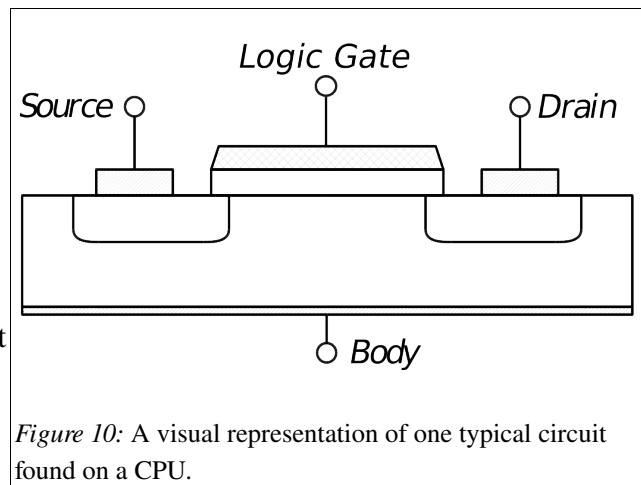 Logic Gate
Source
Drain
t
Body
Figure 10: A visual representation of one typical circuit
found on a CPU.